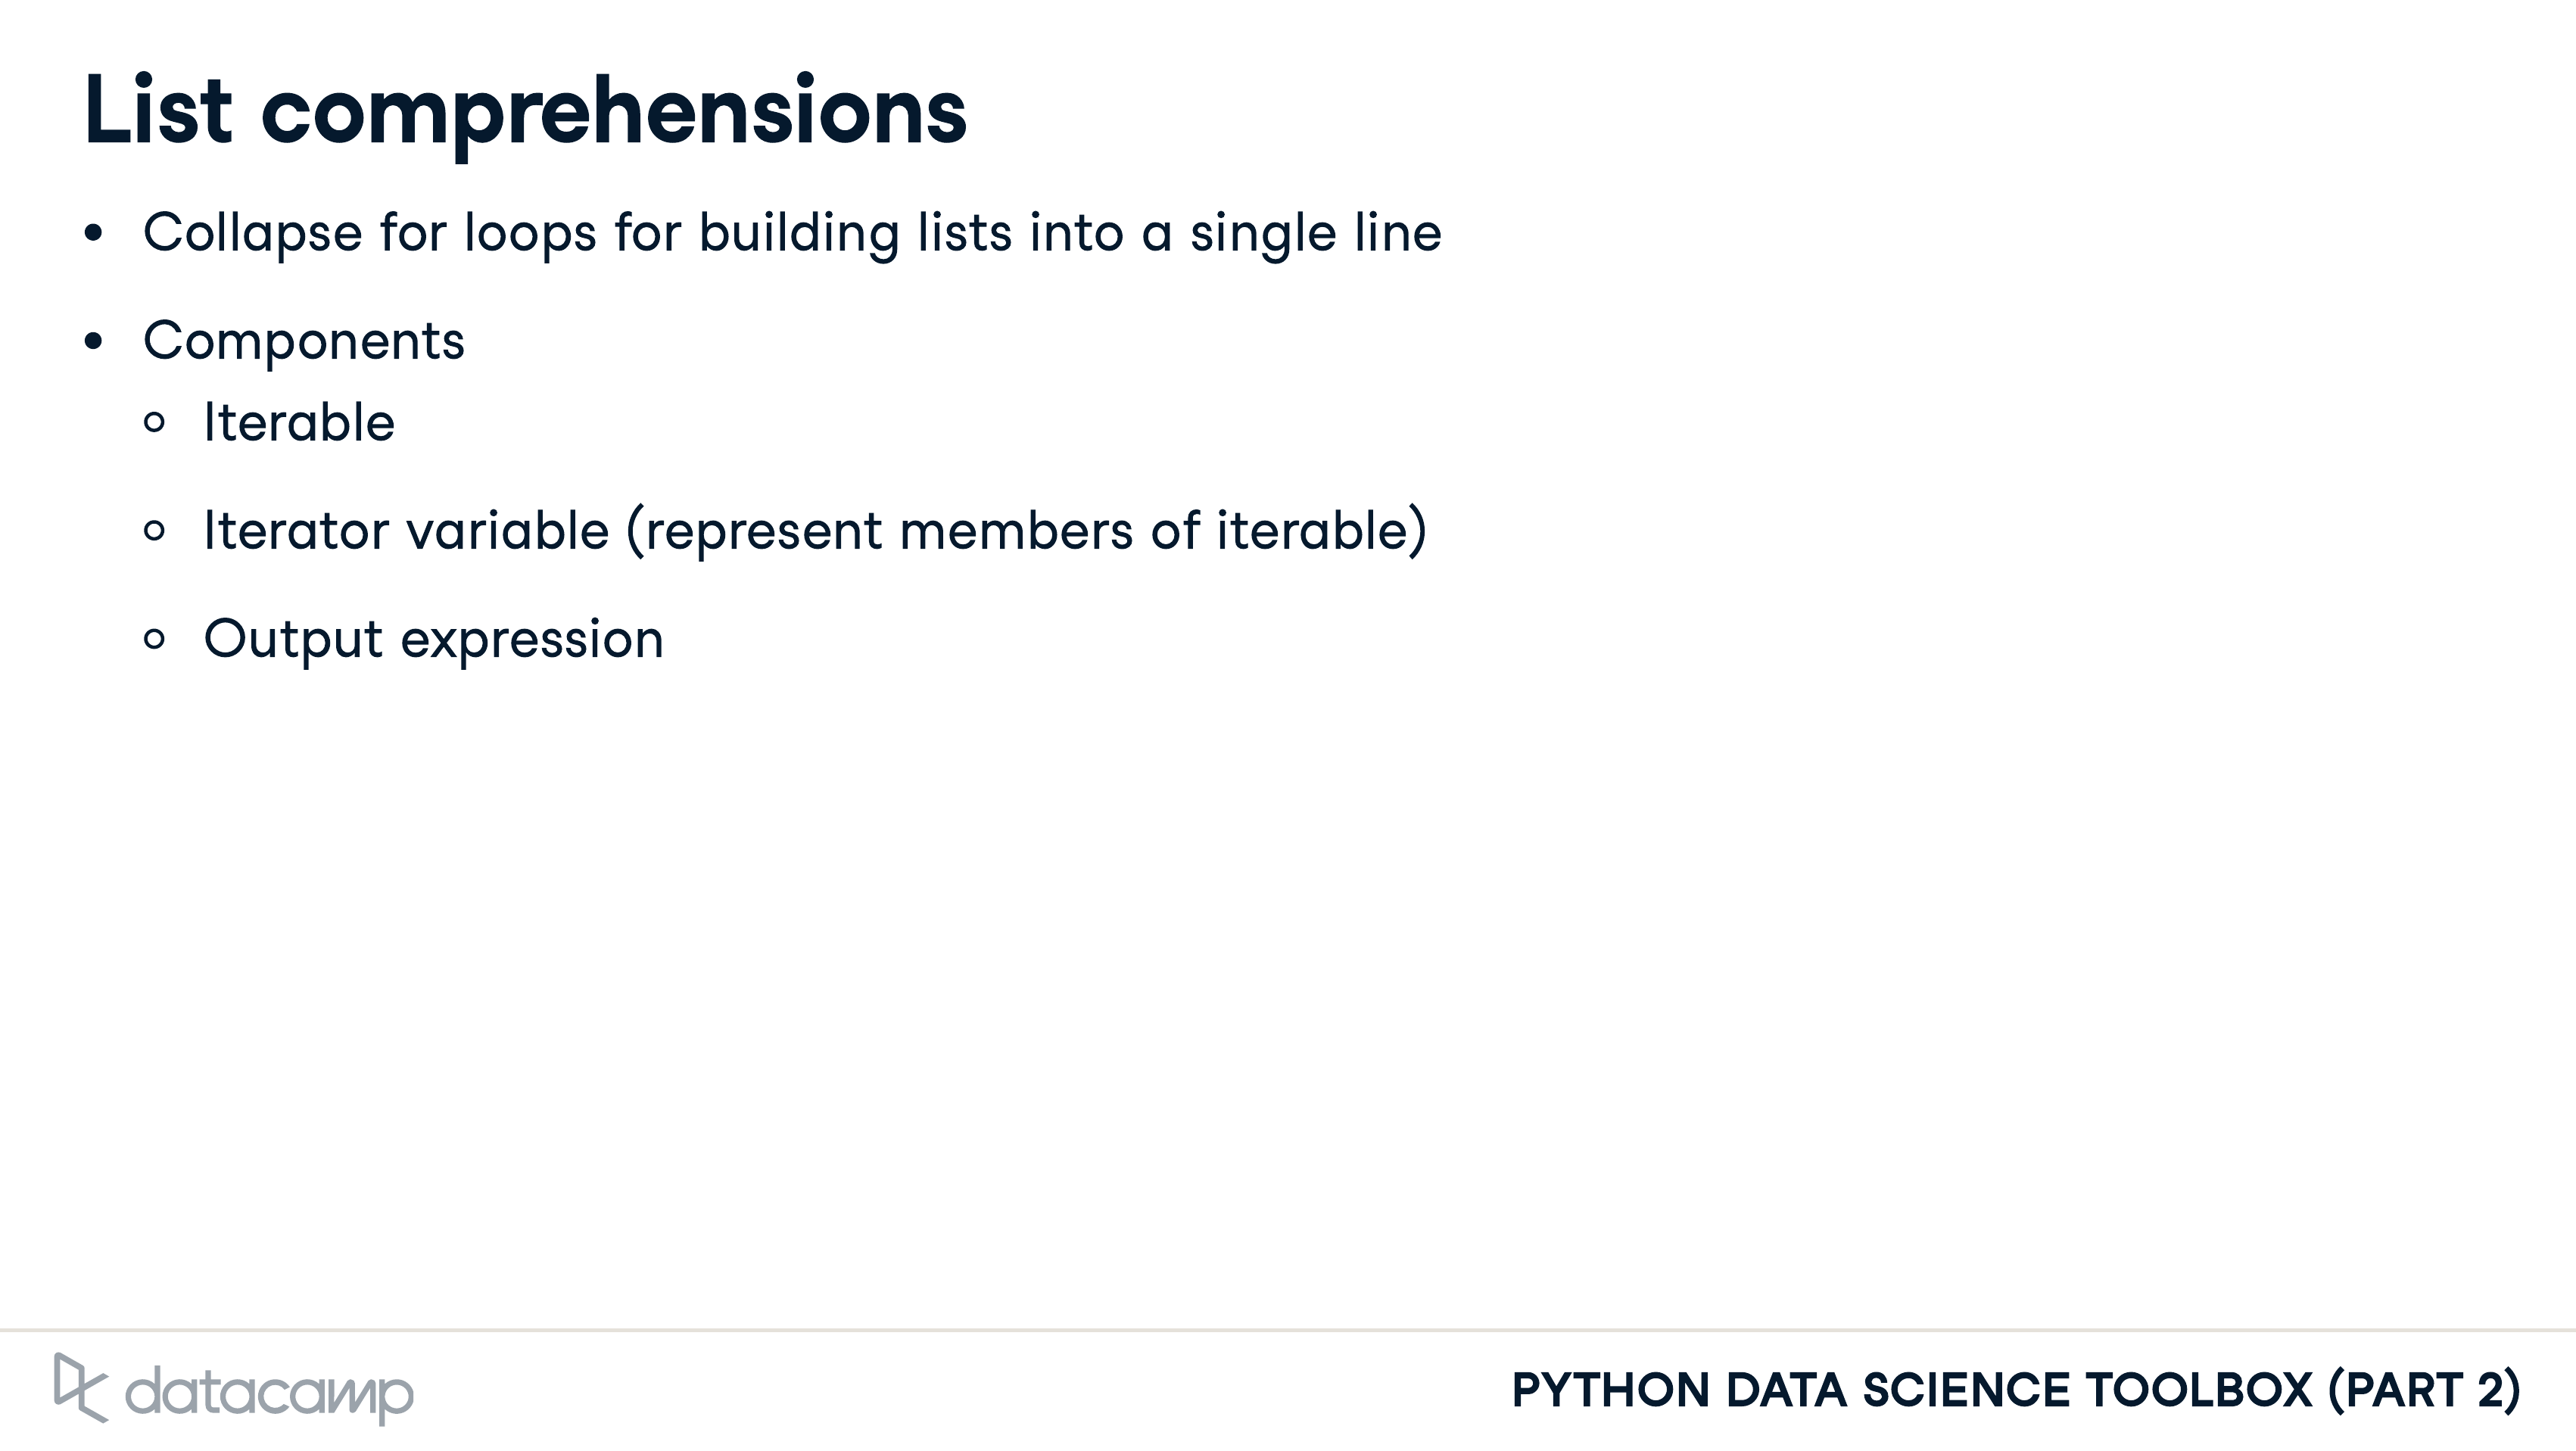 List comprehensions
• Collapse for loops for building lists into a single line
• Components
○ Iterable
○ Iterator variable (represent members of iterable)
○ Output expression
datacamp
PYTHON DATA SCIENCE TOOLBOX (PART 2)